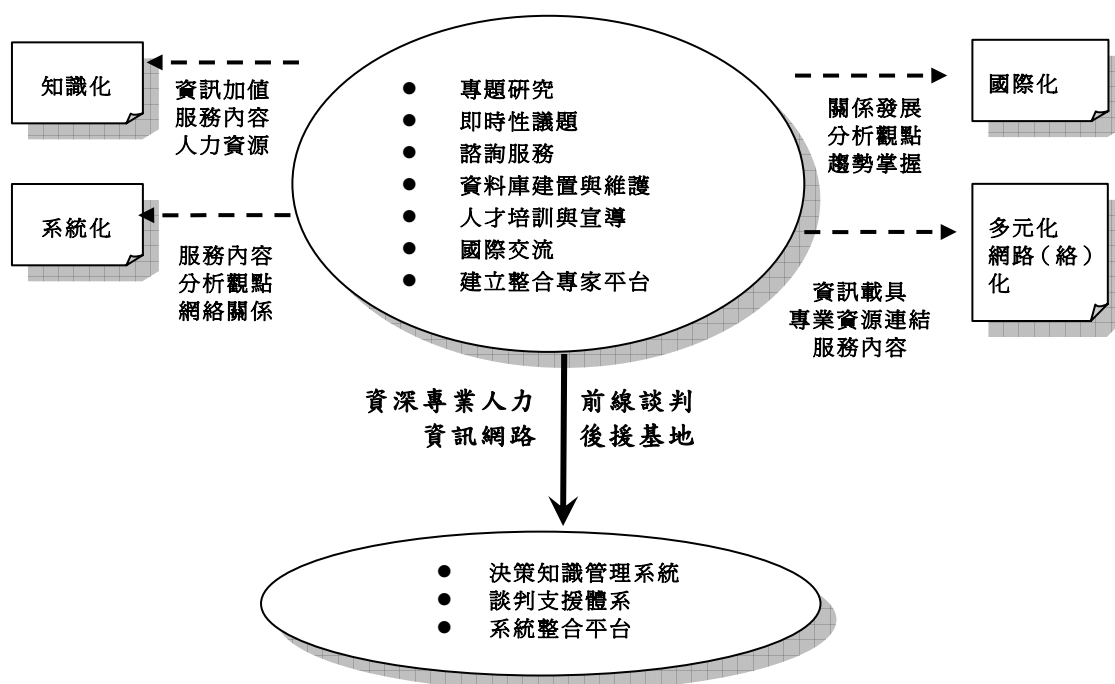 知識化
資訊加值
服務內容
人力資源
系統化
服務內容
分析觀點
網絡關係
● 專題研究
● 即時性議題
● 諮詢服務
● 資料庫建置與維護
● 人才培訓與宣導
● 國際交流
● 建立整合專家平台
國際化
關係發展
分析觀點
趨勢掌握
多元化
網路（絡）
化
資訊載具
專業資源連結
服務內容
資深專業人力
資訊網路
前線談判
後援基地
● 決策知識管理系統
● 談判支援體系
● 系統整合平台